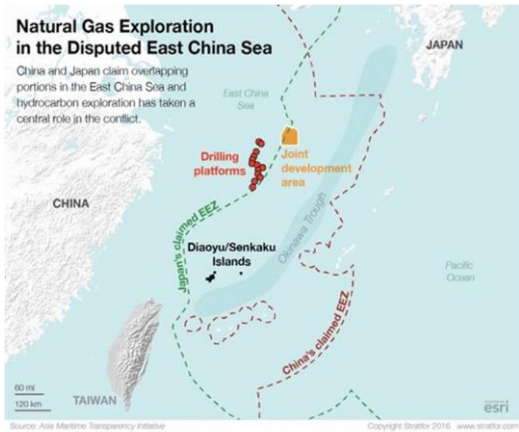 Natural Gas Exploration
in the Disputed East China Sea
China and Japan claim overlapping
portions in the East China Sea and
hydrocarbon exploration has taken a
central role in the conflict.
JAPAN
East China
Sea
Drilling
platforms
Joint
development
area
CHINA
Japan's claimed EEZ
Okinawa Trough
Diaoyu/Senkaku
Islands
Pacific
Ocean
China's claimed EEZ
60 mi
120 km
TAIWAN
esri
Source: Asia Maritime Transparency Initiative
Copyright Stratfor 2016 www.stratfor.com